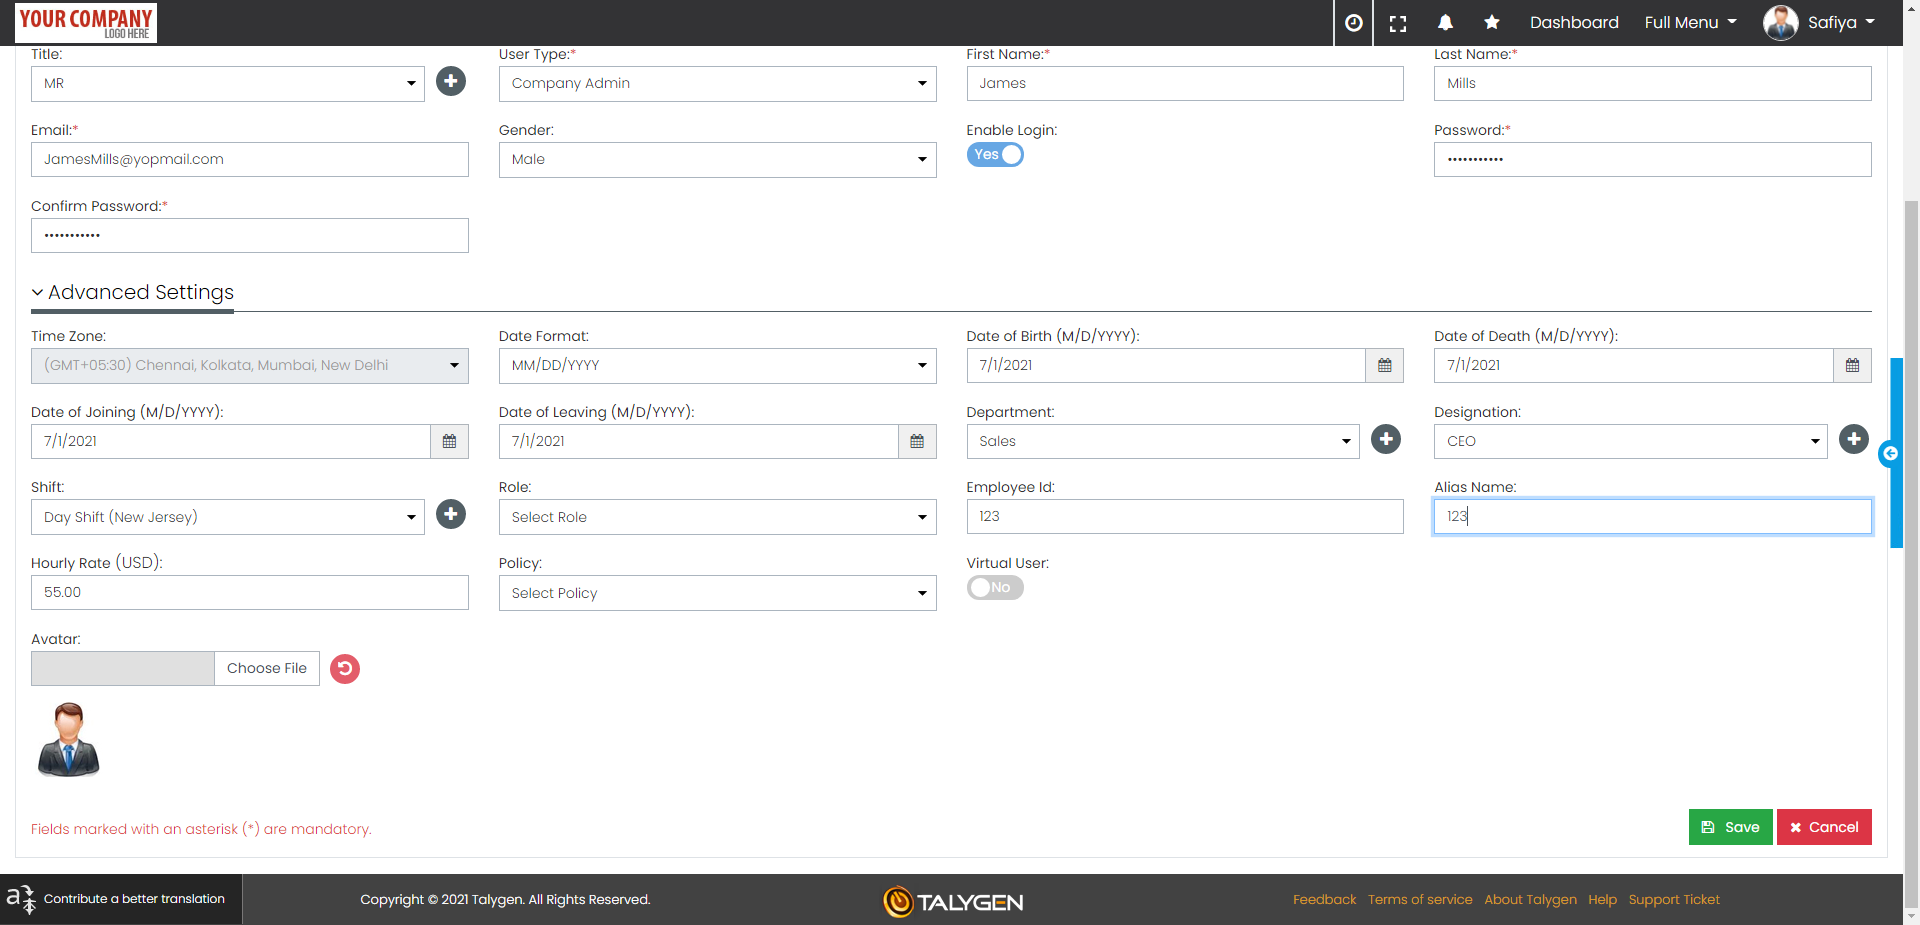 YOUR COMPANY
LOGO HERE
Dashboard Full Menu Safiya
Title: User Type:* First Name:* Last Name:*
MR Company Admin James Mills
Email:* Gender: Enable Login: Password:*
JamesMills@yopmail.com Male Yes •••••••••••
Confirm Password:*
•••••••••••
Advanced Settings
Time Zone: Date Format: Date of Birth (M/D/YYYY): Date of Death (M/D/YYYY):
(GMT+05:30) Chennai, Kolkata, Mumbai, New Delhi MM/DD/YYYY 7/1/2021 7/1/2021
Date of Joining (M/D/YYYY): Date of Leaving (M/D/YYYY): Department: Designation:
7/1/2021 7/1/2021 Sales CEO
Shift: Role: Employee Id: Alias Name:
Day Shift (New Jersey) Select Role 123 123
Hourly Rate (USD): Policy: Virtual User:
55.00 Select Policy No
Avatar:
Choose File
Fields marked with an asterisk (*) are mandatory.
Save Cancel
Contribute a better translation Copyright © 2021 Talygen. All Rights Reserved. TALYGEN Feedback Terms of service About Talygen Help Support Ticket